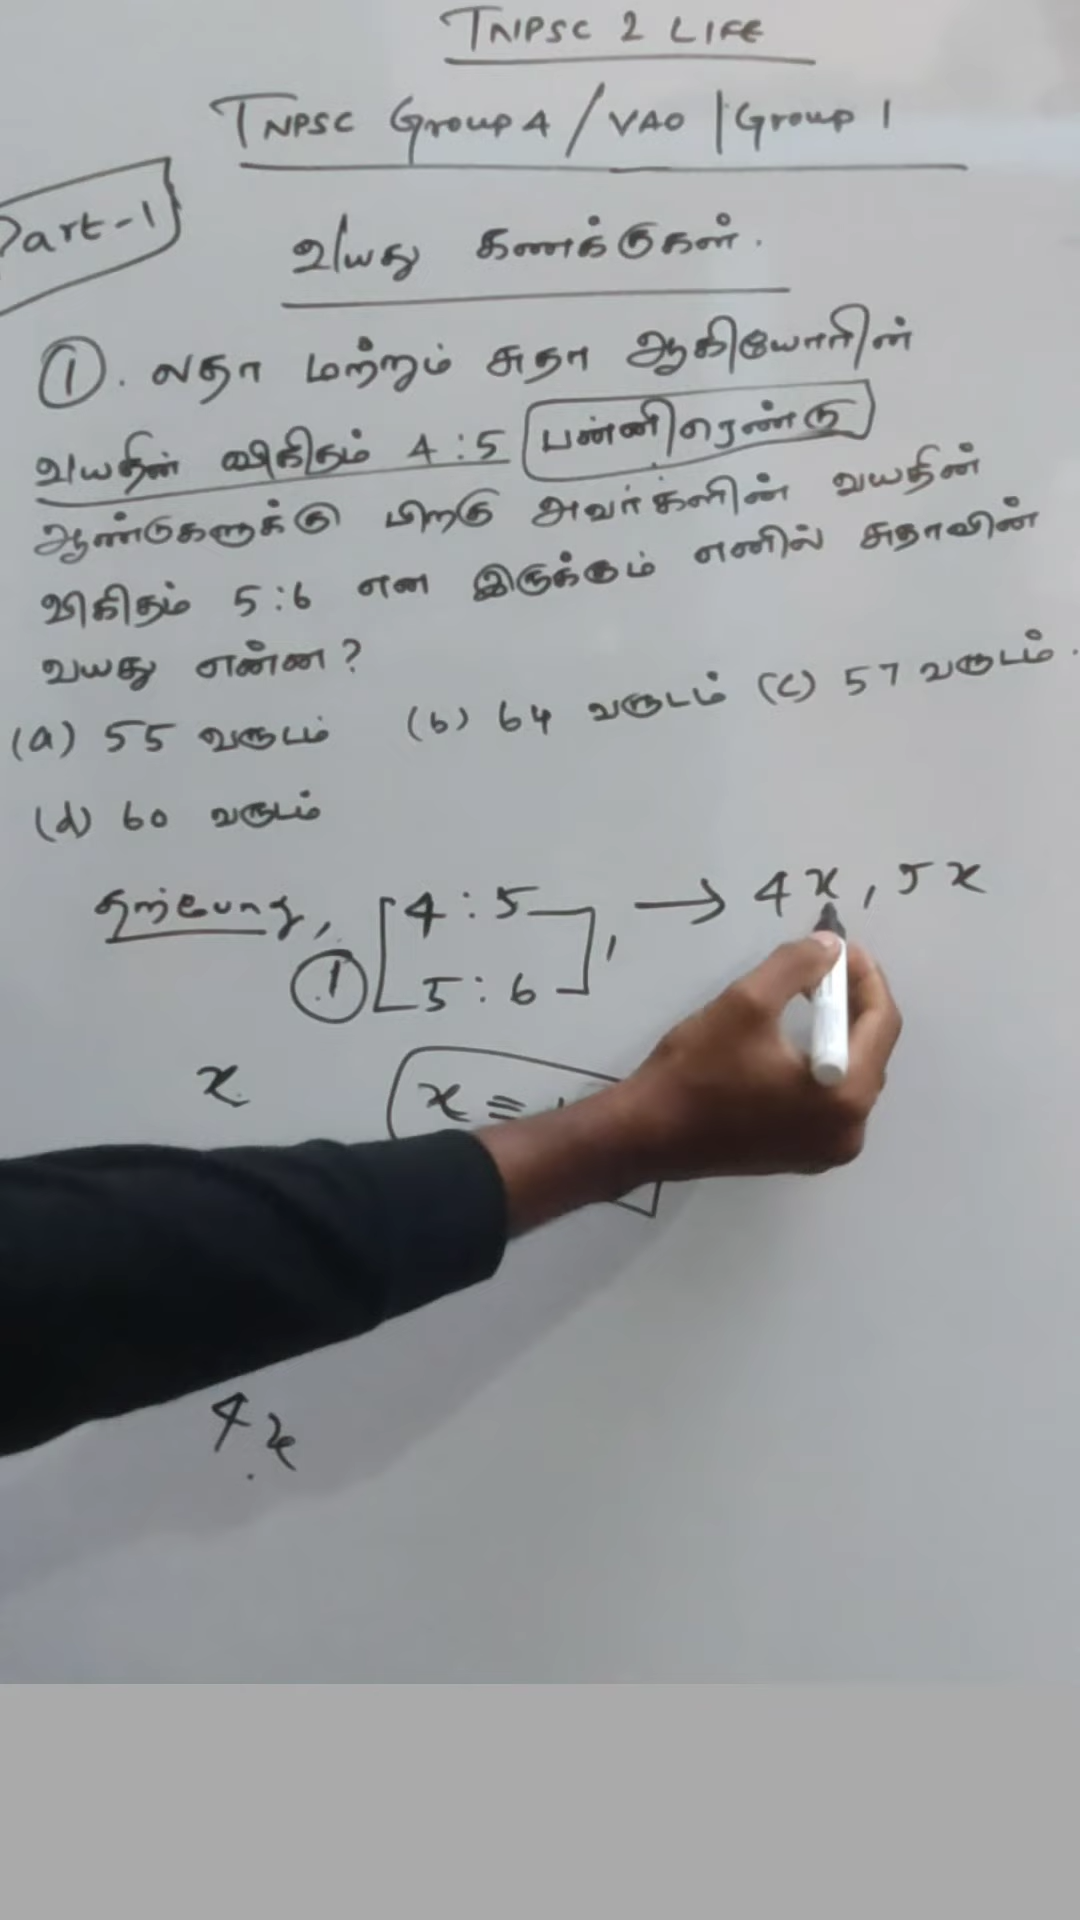 TNPSC 2 LIFE
TNPSC Group 4 / VAO | Group 1
Part-1
வயது கணக்குகள்.
① . லதா மற்றும் சுதா ஆகியோரின்
வயதின் விகிதம் 4:5 பன்னிரெண்டு
ஆண்டுகளுக்கு பிறகு அவர்களின் வயதின்
விகிதம் 5:6 என இருக்கும் எனில் சுதாவின்
வயது என்ன?
(a) 55 வருடம் (b) 64 வருடம் (c) 57 வருடம்.
(d) 60 வருடம்
தற்போது, 4:5 , → 4x, 5x
① 5:6
x x =
4x